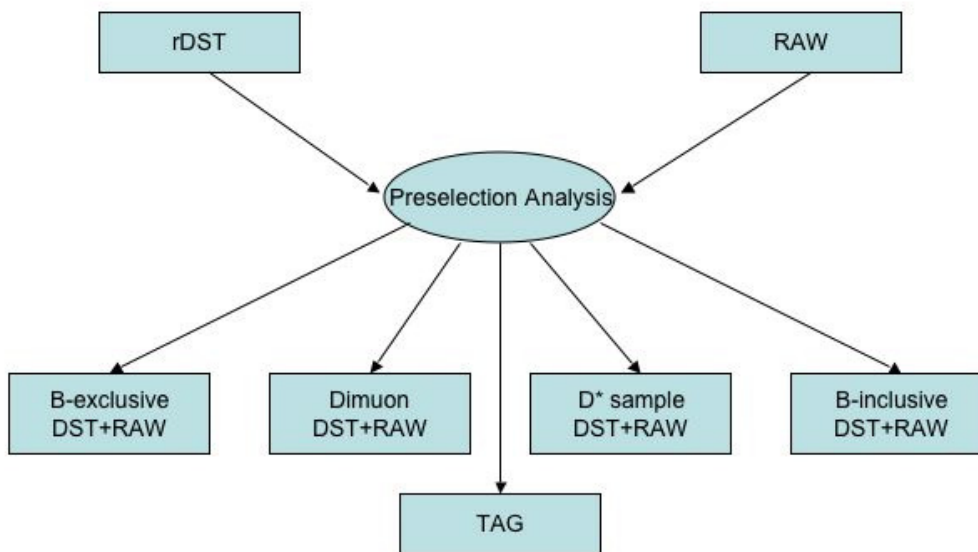 rDST
RAW
Preselection Analysis
B-exclusive
DST+RAW
Dimuon
DST+RAW
D* sample
DST+RAW
B-inclusive
DST+RAW
TAG